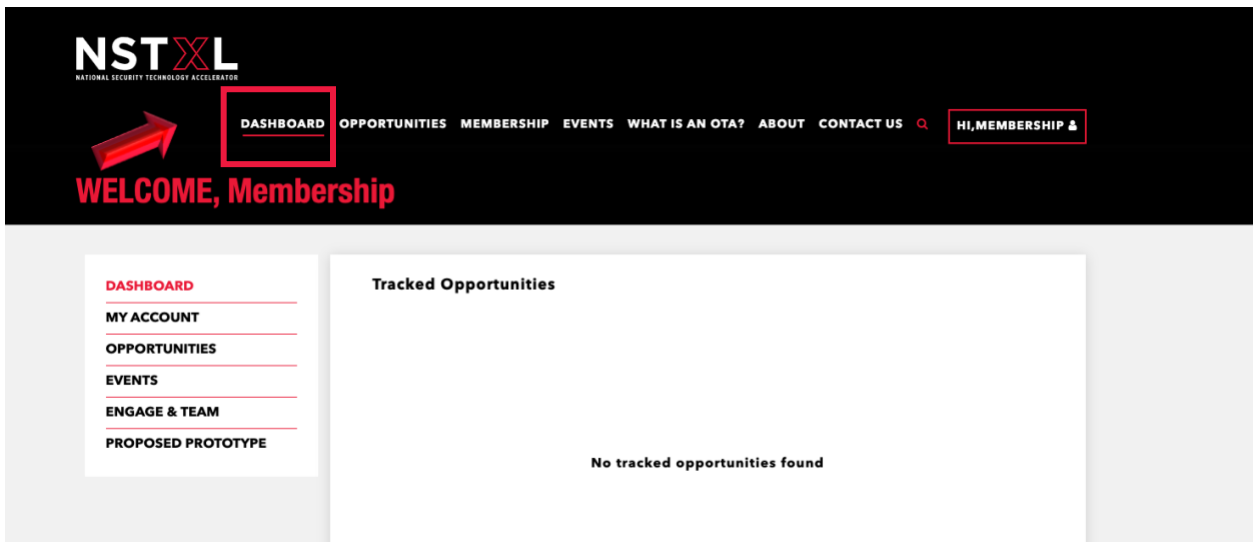 NSTXL
NATIONAL SECURITY TECHNOLOGY ACCELERATOR
DASHBOARD OPPORTUNITIES MEMBERSHIP EVENTS WHAT IS AN OTA? ABOUT CONTACT US HI,MEMBERSHIP
WELCOME, Membership
DASHBOARD
MY ACCOUNT
OPPORTUNITIES
EVENTS
ENGAGE & TEAM
PROPOSED PROTOTYPE
Tracked Opportunities
No tracked opportunities found